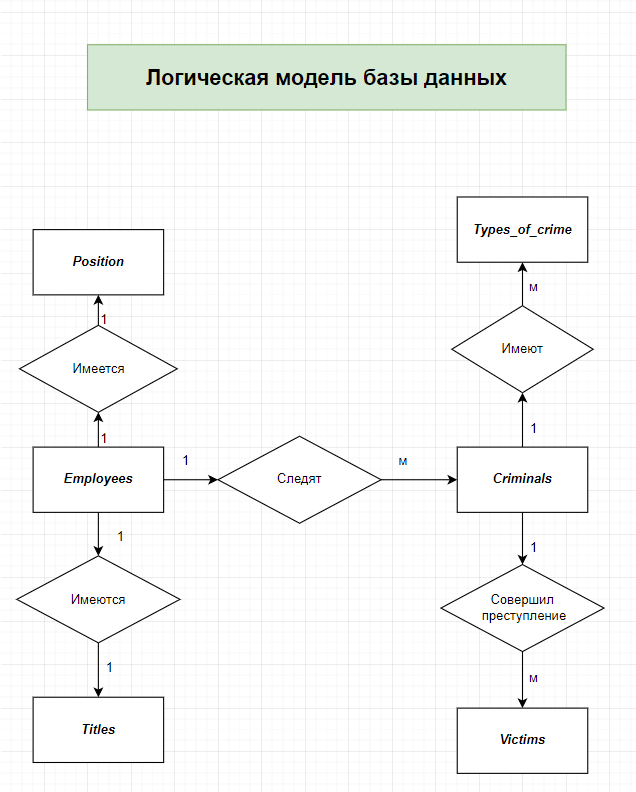 Логическая модель базы данных
Types_of_crime
Position
м
1
Имеют
Имеется
1
1
Employees
1
Следят
м
Criminals
1
1
Имеются
Совершил
преступление
1
м
Titles
Victims